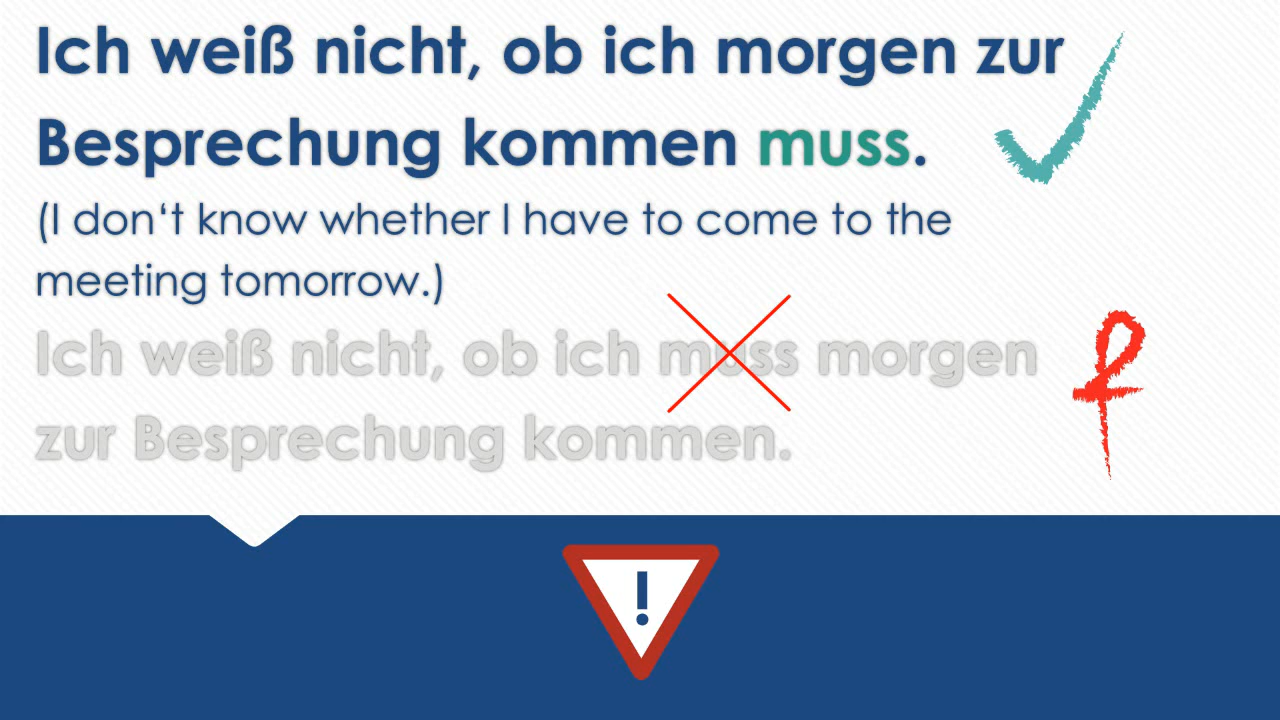 Ich weiß nicht, ob ich morgen zur
Besprechung kommen muss.
(I don‘t know whether I have to come to the
meeting tomorrow.)
Ich weiß nicht, ob ich muss morgen
zur Besprechung kommen.
!